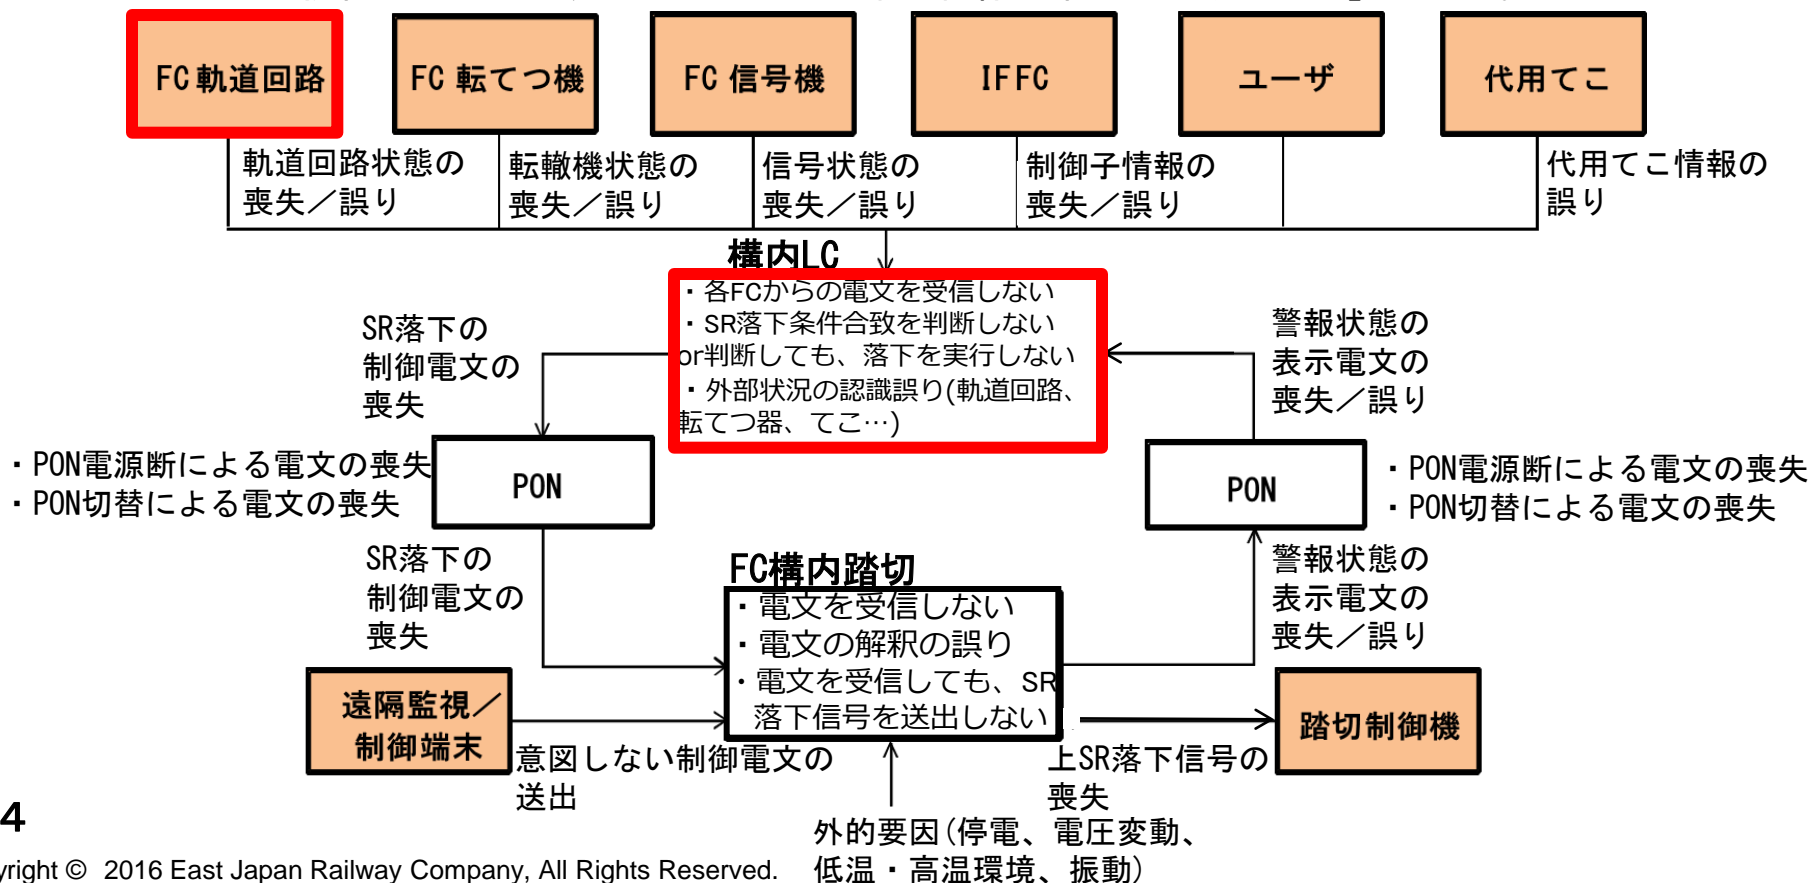 FC軌道回路
FC 転てつ機
FC 信号機
IFFC
ユーザ
代用てこ
軌道回路状態の
喪失／誤り
転轍機状態の
喪失／誤り
信号状態の
喪失／誤り
制御子情報の
喪失／誤り
代用てこ情報の
誤り
構内LC
・各FCからの電文を受信しない
・SR落下条件合致を判断しない
or判断しても、落下を実行しない
・外部状況の認識誤り(軌道回路、
転てつ器、てこ…)
SR落下の
制御電文の
喪失
警報状態の
表示電文の
喪失／誤り
・PON電源断による電文の喪失
・PON切替による電文の喪失
PON
PON
・PON電源断による電文の喪失
・PON切替による電文の喪失
SR落下の
制御電文の
喪失
FC構内踏切
・電文を受信しない
・電文の解釈の誤り
・電文を受信しても、SR
落下信号を送出しない
警報状態の
表示電文の
喪失／誤り
遠隔監視／
制御端末
意図しない制御電文の
送出
上SR落下信号の
喪失
踏切制御機
外的要因(停電、電圧変動、
低温・高温環境、振動)
4
yright © 2016 East Japan Railway Company, All Rights Reserved.